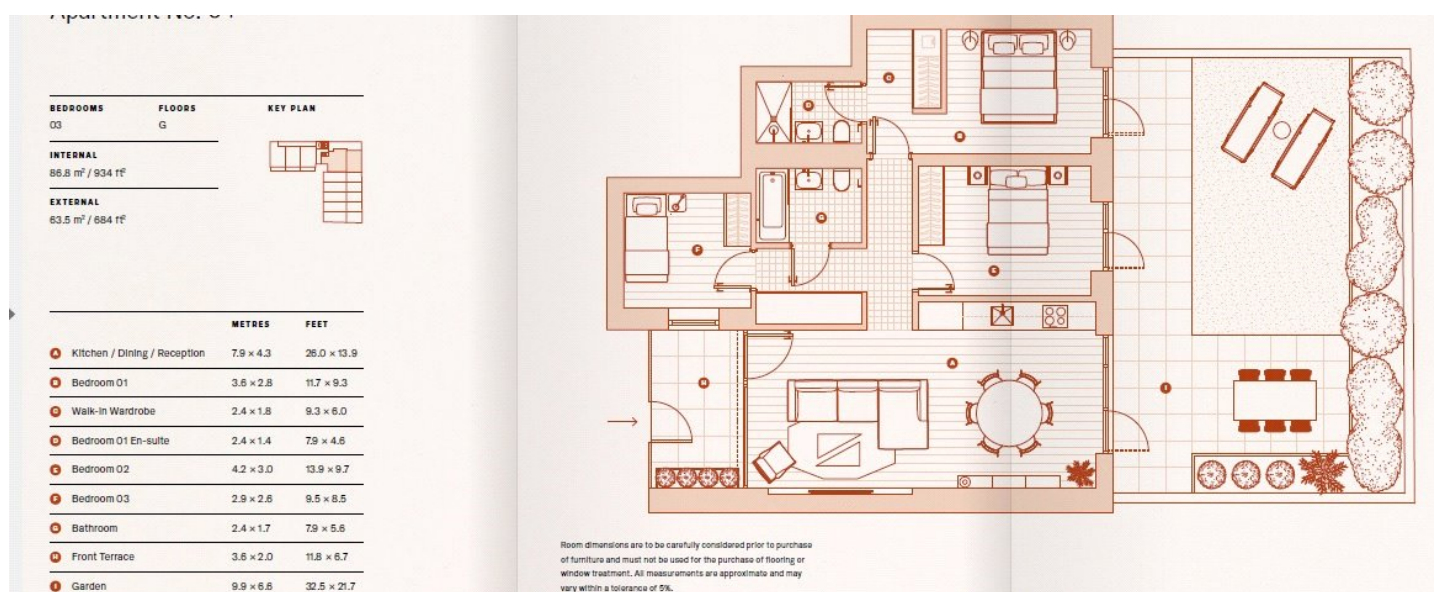 Apartment No.
BEDROOMS FLOORS KEY PLAN
03 G
INTERNAL
86.8 m² / 934 ft²
EXTERNAL
63.5 m² / 684 ft²
METRES FEET
A Kitchen / Dining / Reception 7.9 × 4.3 26.0 × 13.9
B Bedroom 01 3.6 × 2.8 11.7 × 9.3
C Walk-In Wardrobe 2.4 × 1.8 9.3 × 6.0
D Bedroom 01 En-suite 2.4 × 1.4 7.9 × 4.6
E Bedroom 02 4.2 × 3.0 13.9 × 9.7
F Bedroom 03 2.9 × 2.6 9.5 × 8.5
G Bathroom 2.4 × 1.7 7.9 × 5.6
H Front Terrace 3.6 × 2.0 11.8 × 6.7
I Garden 9.9 × 6.6 32.5 × 21.7
C
D
B
G
F
E
A
H
I
Room dimensions are to be carefully considered prior to purchase
of furniture and must not be used for the purchase of flooring or
window treatment. All measurements are approximate and may
vary within a tolerance of 5%.